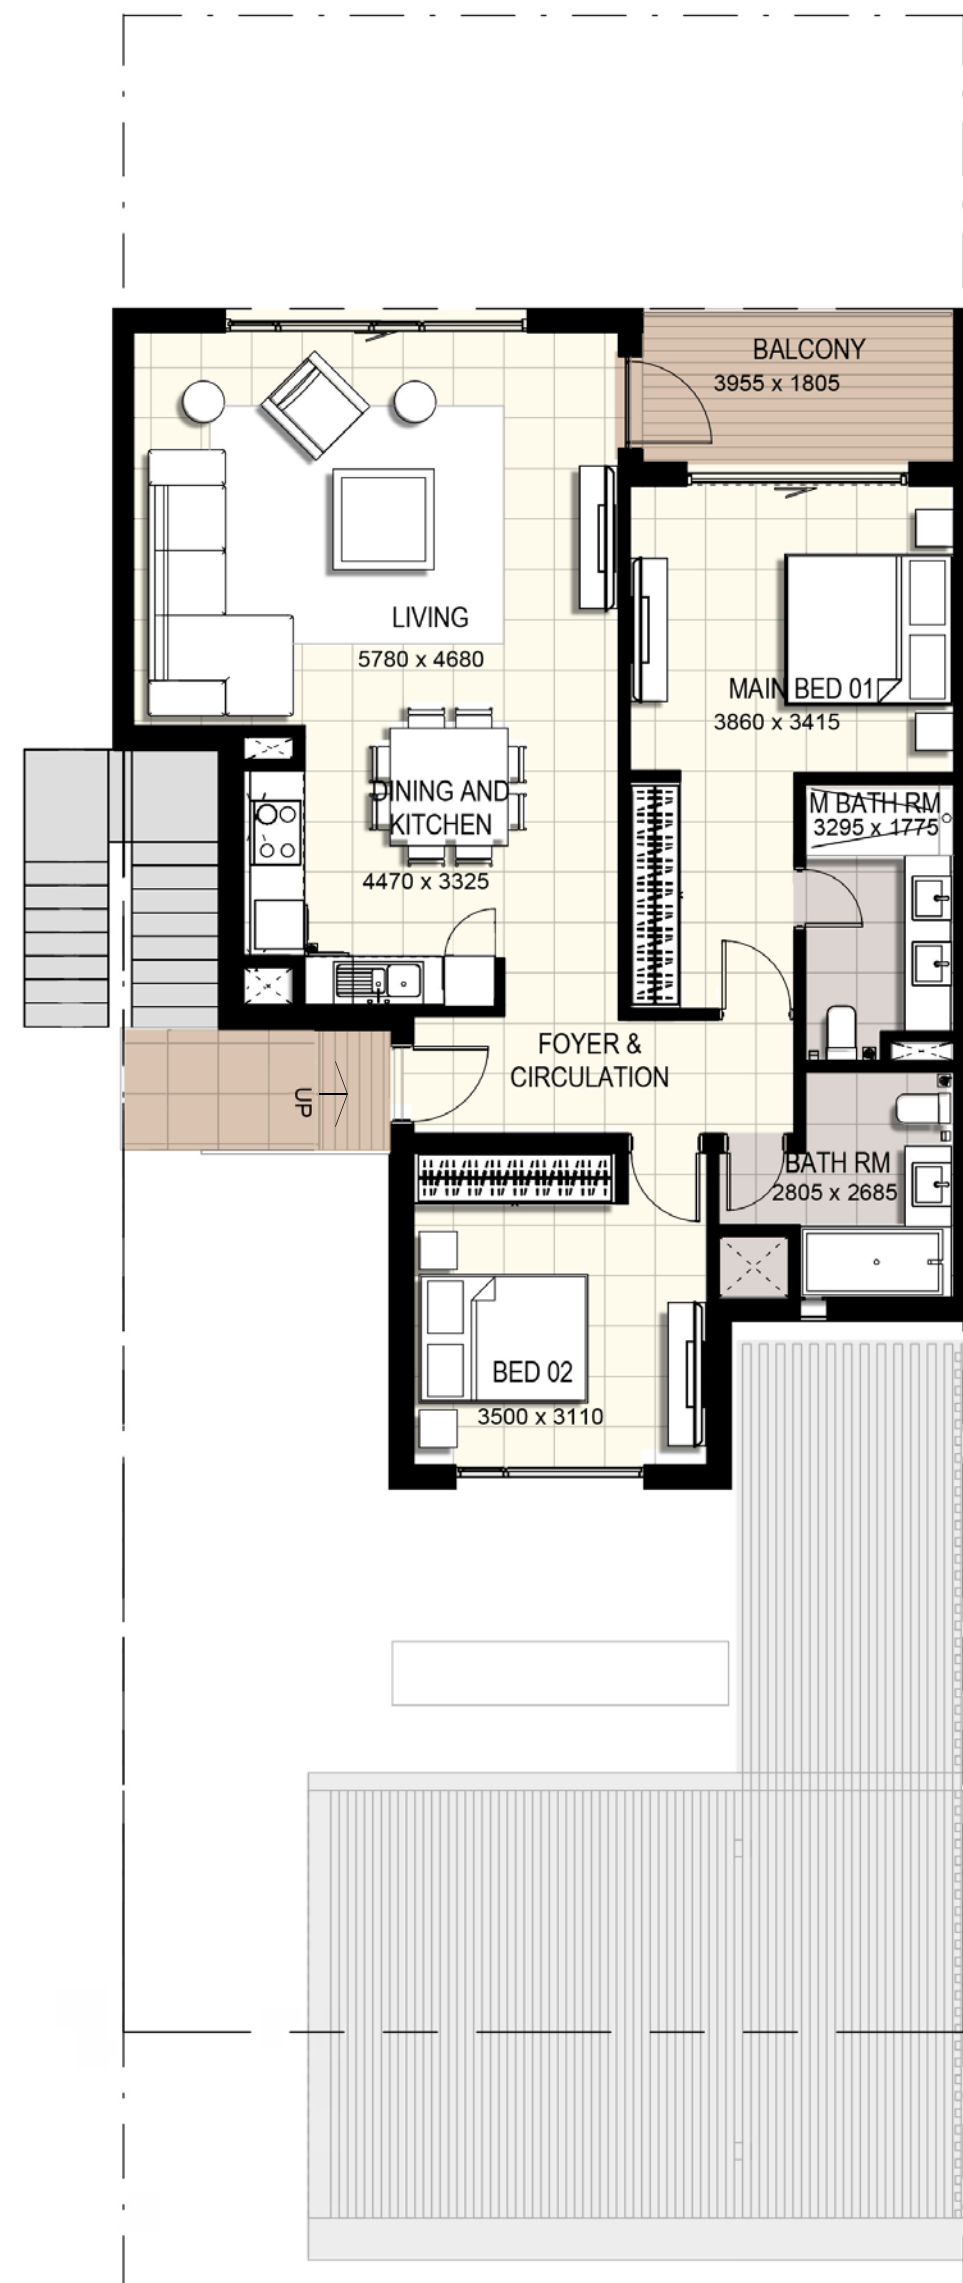 BALCONY
3955 x 1805
LIVING
5780 x 4680
MAIN BED 01
3860 x 3415
DINING AND
KITCHEN
4470 x 3325
M BATH RM
3295 x 1775
FOYER &
CIRCULATION
UP
BATH RM
2805 x 2685
BED 02
3500 x 3110